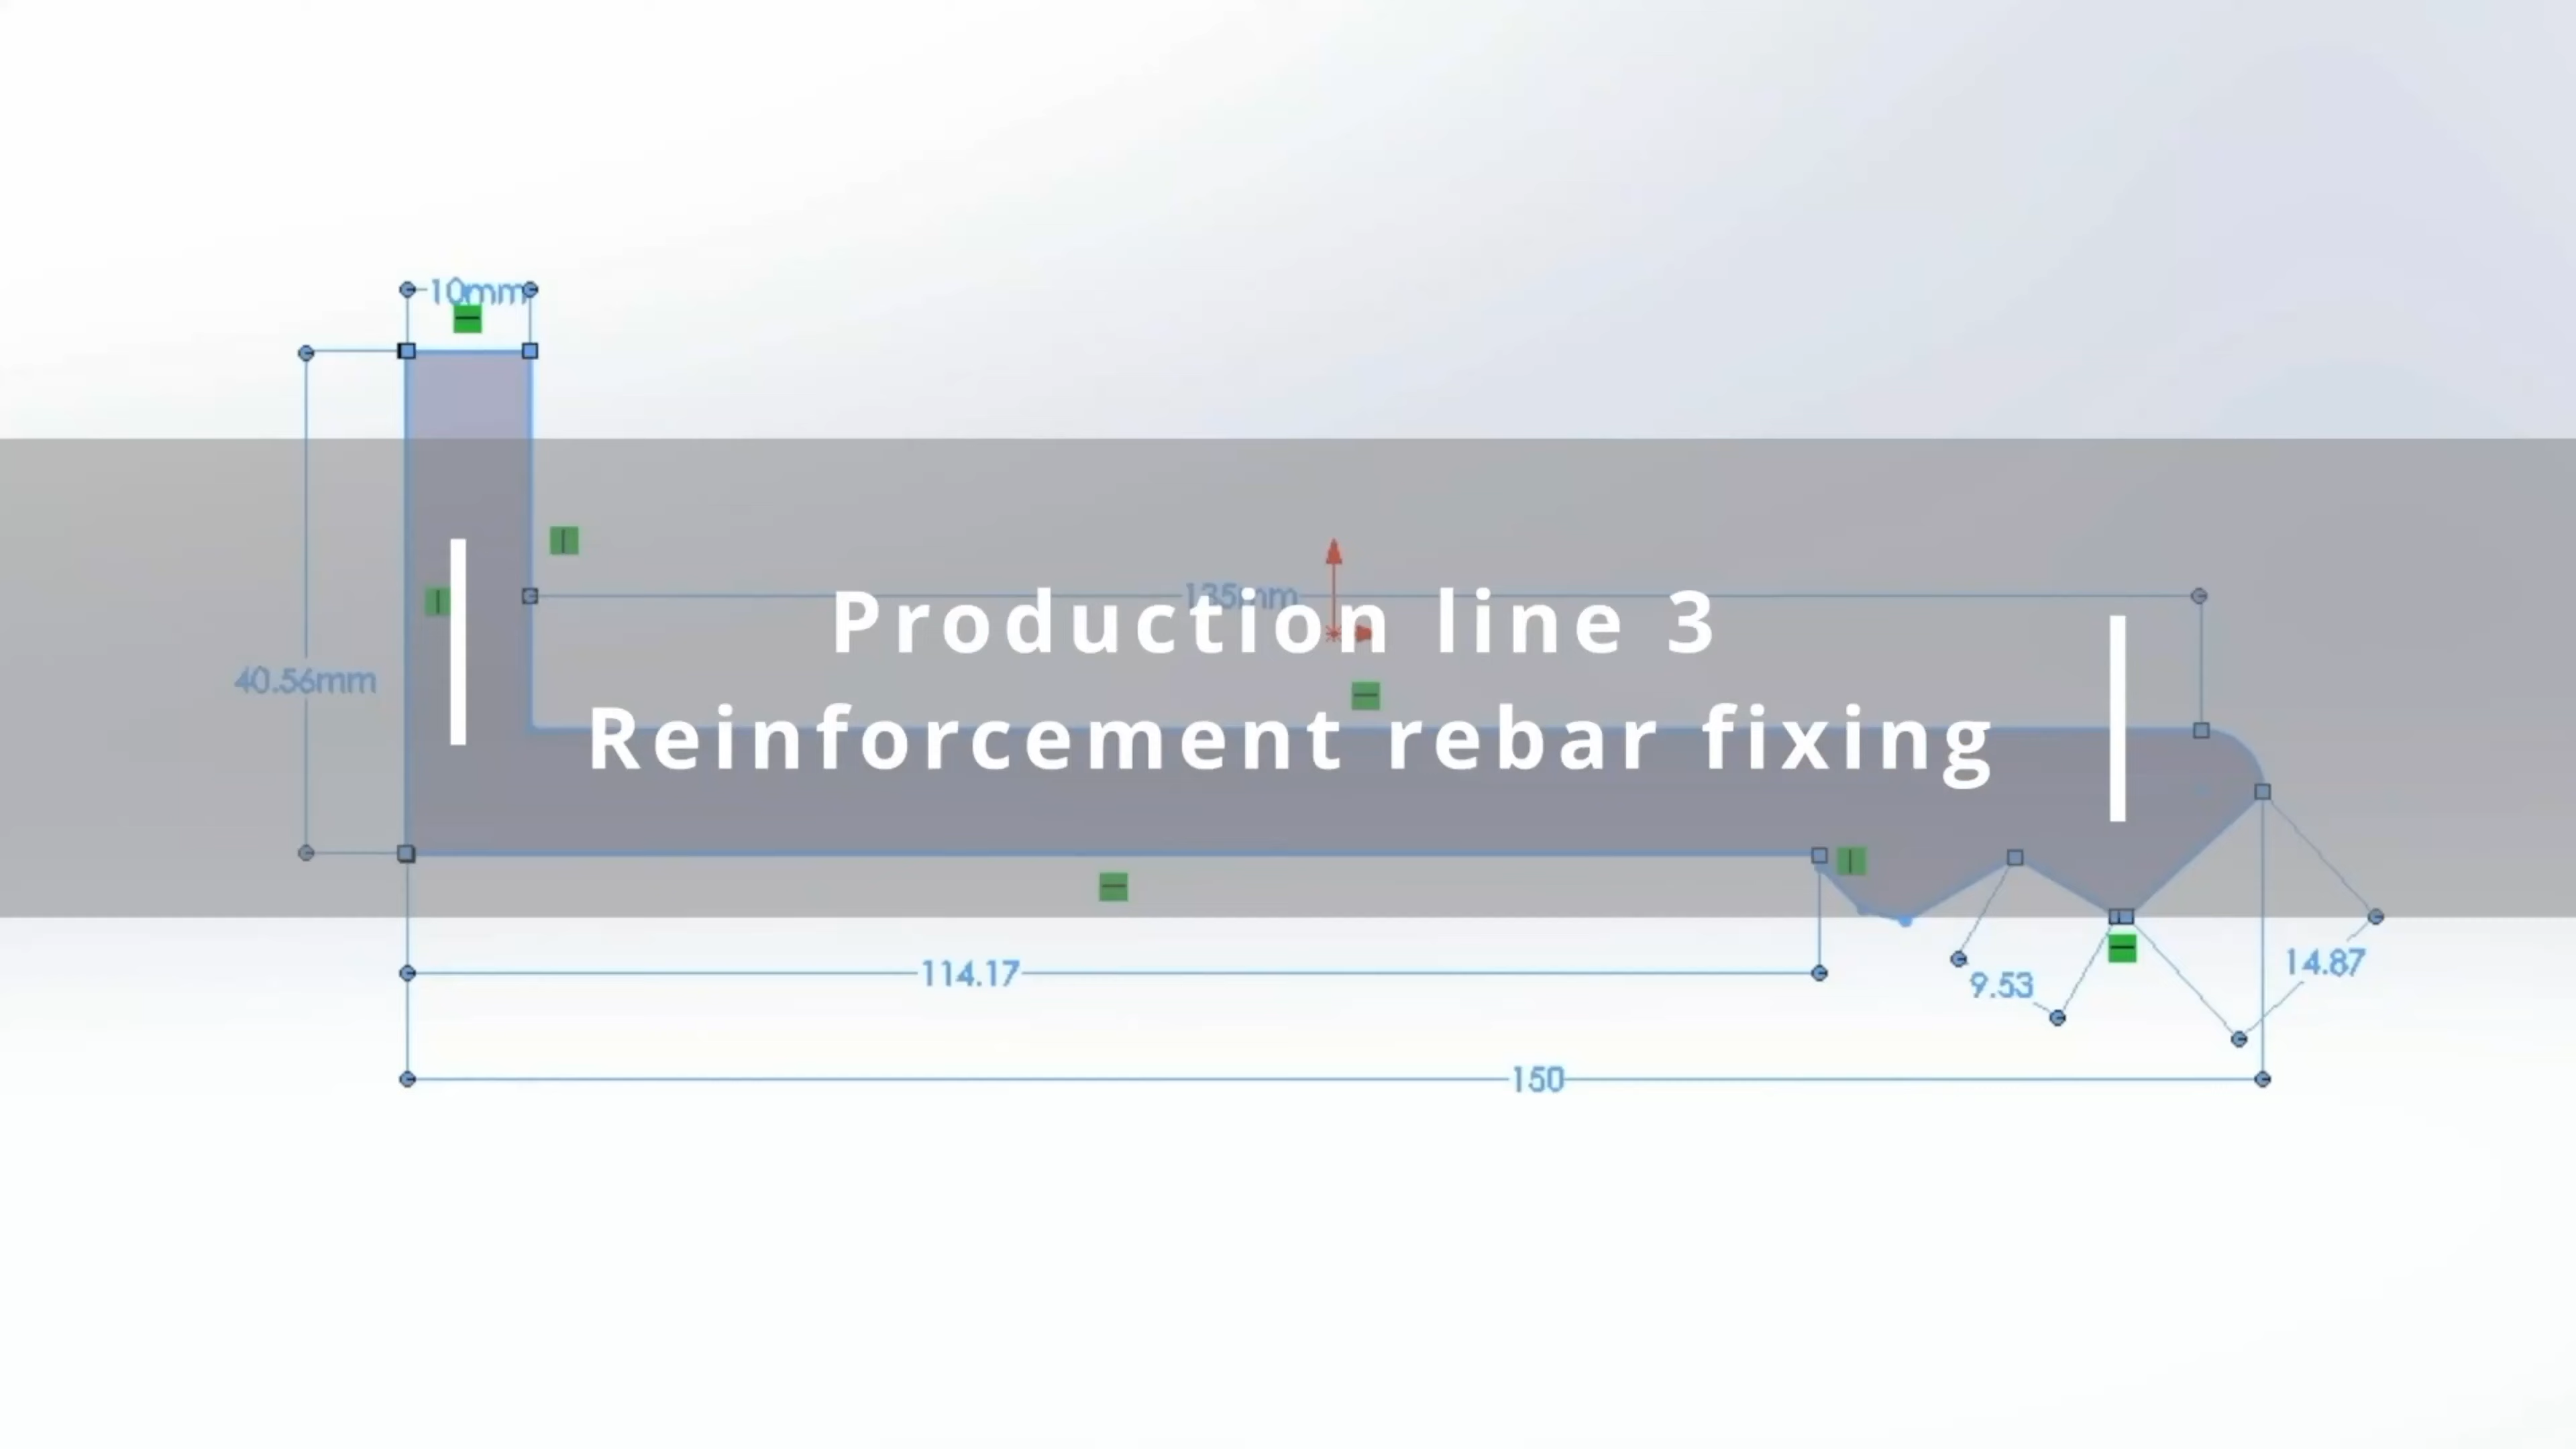 10mm
135mm
Production line 3
40.56mm
Reinforcement rebar fixing
114.17
9.53
14.87
150